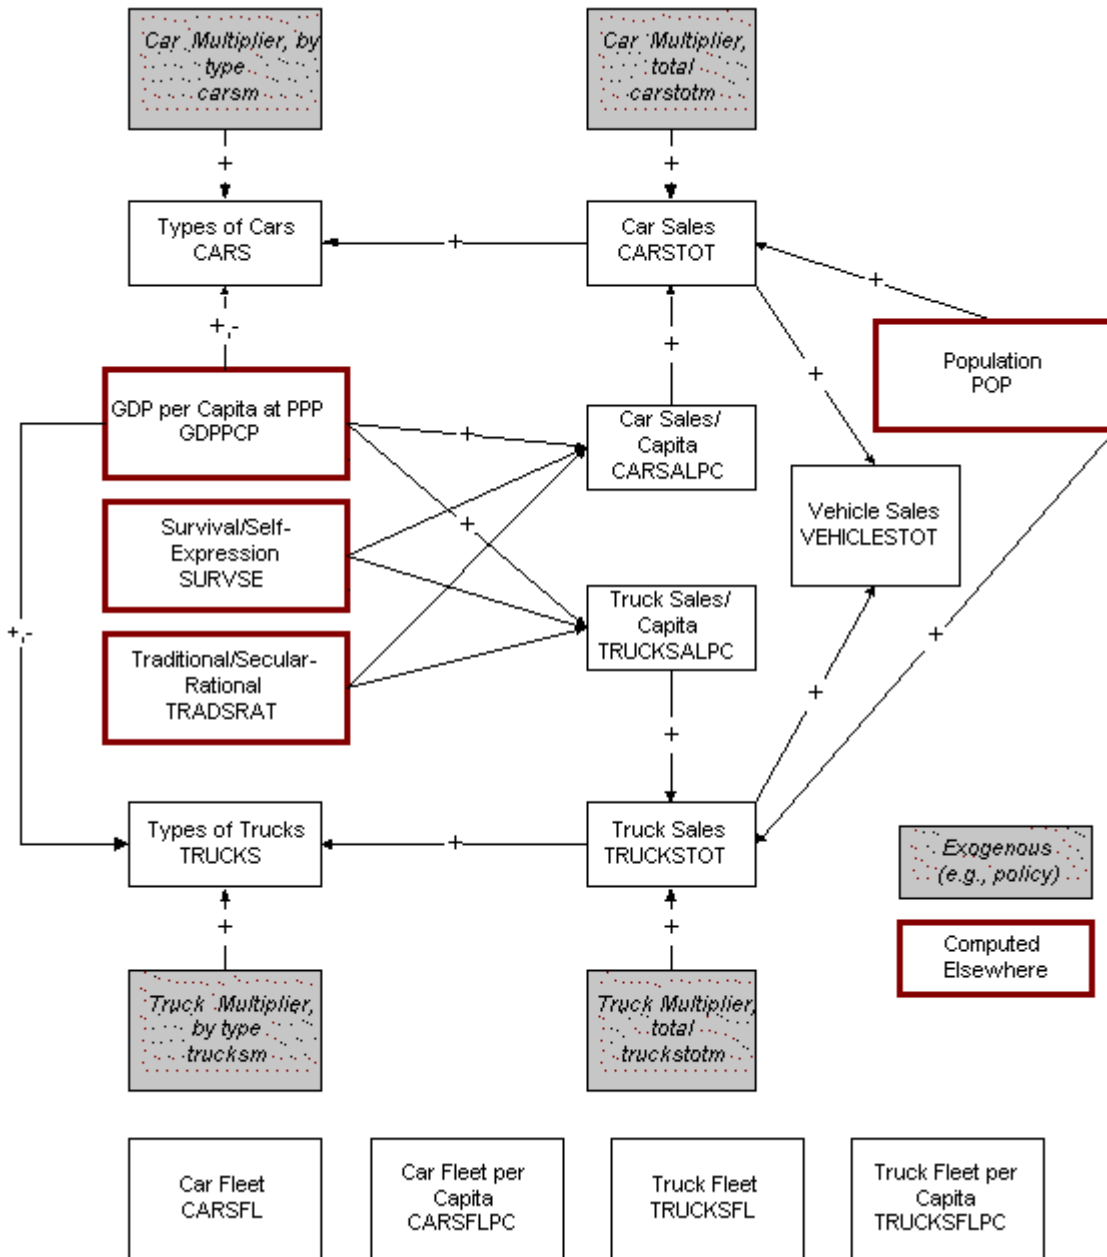 Car Multiplier, by
type
carsm
Car Multiplier,
total
carstotm
+
+
Types of Cars
CARS
+
Car Sales
CARSTOT
+
+,-
+
+
Population
POP
GDP per Capita at PPP
GDPPCP
+
Car Sales/
Capita
CARSALPC
Survival/Self-
Expression
SURVSE
+
Vehicle Sales
VEHICLESTOT
Truck Sales/
Capita
TRUCKSALPC
+,-
Traditional/Secular-
Rational
TRADSRAT
+
+
+
Types of Trucks
TRUCKS
+
Truck Sales
TRUCKSTOT
Exogenous
(e.g., policy)
+
+
Computed
Elsewhere
Truck Multiplier,
by type
trucksm
Truck Multiplier,
total
truckstotm
Car Fleet
CARSFL
Car Fleet per
Capita
CARSFLPC
Truck Fleet
TRUCKSFL
Truck Fleet per
Capita
TRUCKSFLPC